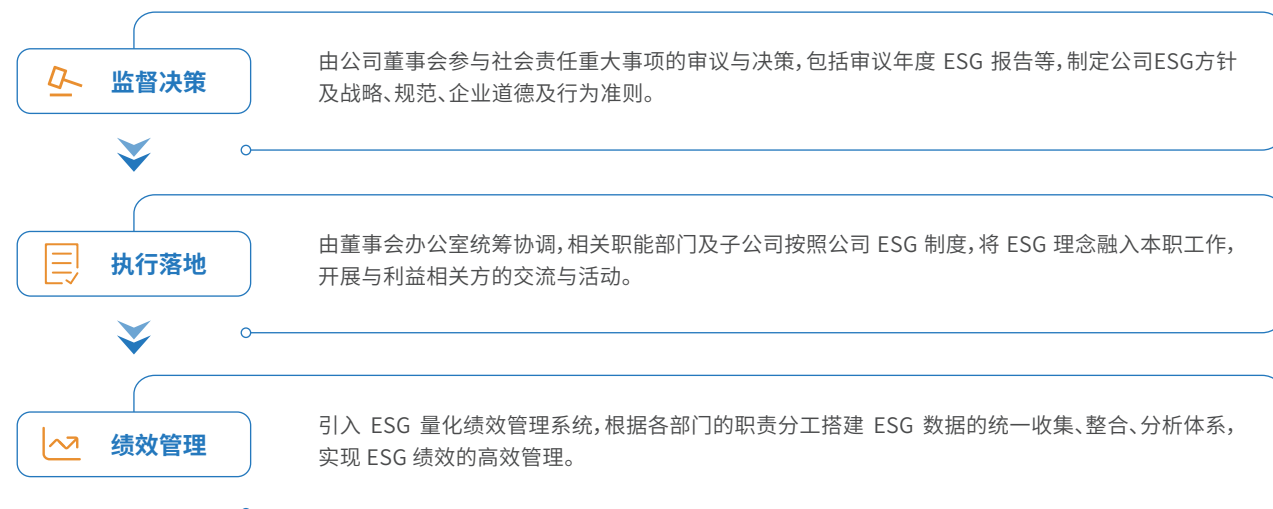 监督决策
由公司董事会参与社会责任重大事项的审议与决策，包括审议年度 ESG 报告等，制定公司ESG方针
及战略、规范、企业道德及行为准则。
执行落地
由董事会办公室统筹协调，相关职能部门及子公司按照公司 ESG 制度，将 ESG 理念融入本职工作，
开展与利益相关方的交流与活动。
绩效管理
引入 ESG 量化绩效管理系统，根据各部门的职责分工搭建 ESG 数据的统一收集、整合、分析体系，
实现 ESG 绩效的高效管理。